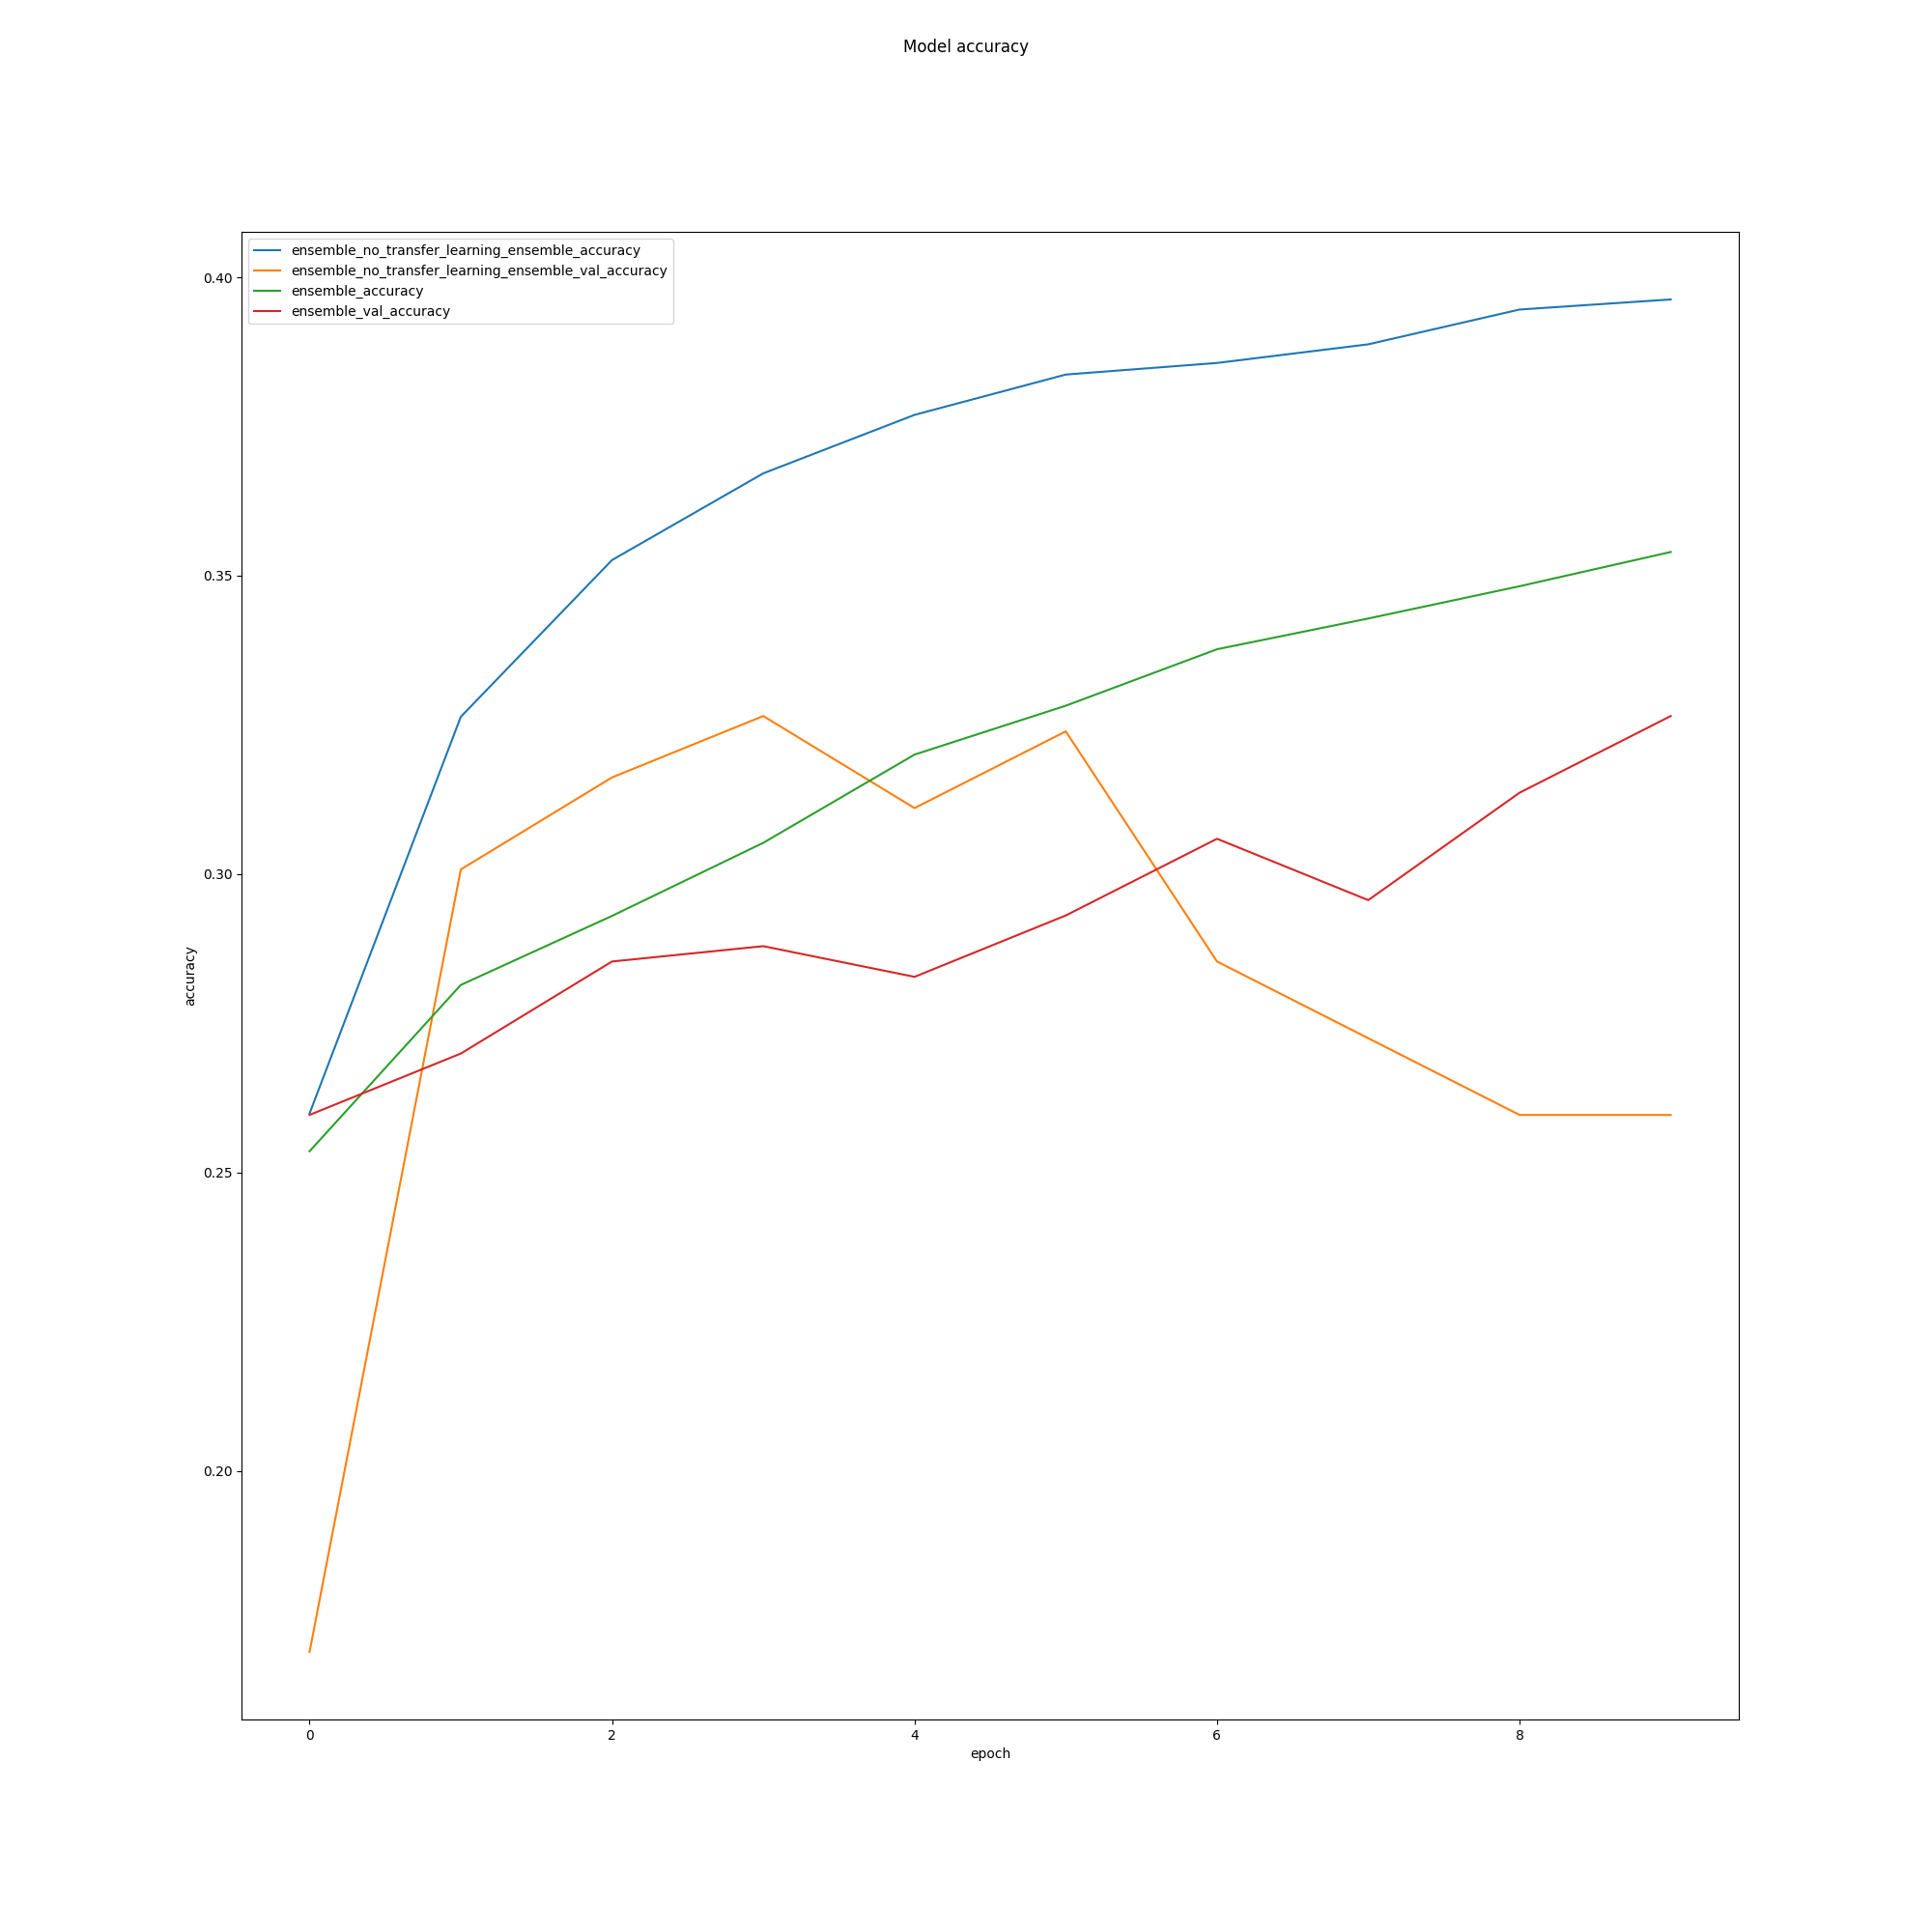 Model accuracy
ensemble_no_transfer_learning_ensemble_accuracy
ensemble_no_transfer_learning_ensemble_val_accuracy
ensemble_accuracy
ensemble_val_accuracy
0.40
0.35
0.30
0.25
0.20
accuracy
0 2 4 6 8
epoch